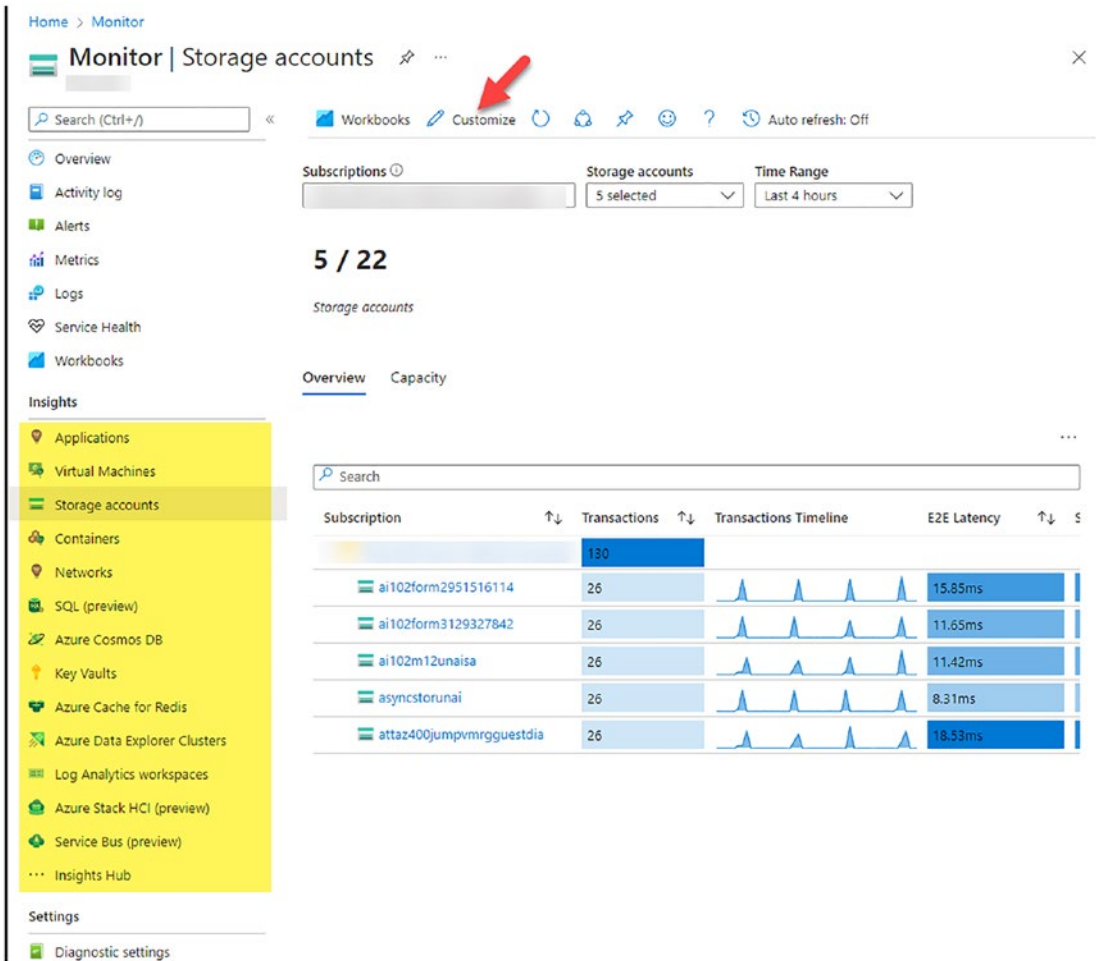 Home > Monitor
Monitor | Storage accounts
Search (Ctrl+/)
Overview
Activity log
Alerts
Metrics
Logs
Service Health
Workbooks
Insights
Applications
Virtual Machines
Storage accounts
Containers
Networks
SQL (preview)
Azure Cosmos DB
Key Vaults
Azure Cache for Redis
Azure Data Explorer Clusters
Log Analytics workspaces
Azure Stack HCI (preview)
Service Bus (preview)
Insights Hub
Settings
Diagnostic settings
Workbooks Customize ? Auto refresh: Off
Subscriptions Storage accounts Time Range
5 selected Last 4 hours
5 / 22
Storage accounts
Overview Capacity
Search
Subscription Transactions Transactions Timeline E2E Latency S
130
ai102form2951516114 26 15.85ms
ai102form3129327842 26 11.65ms
ai102m12unaisa 26 11.42ms
asyncstorunai 26 8.31ms
attaz400jumpvmrgguestdia 26 18.53ms